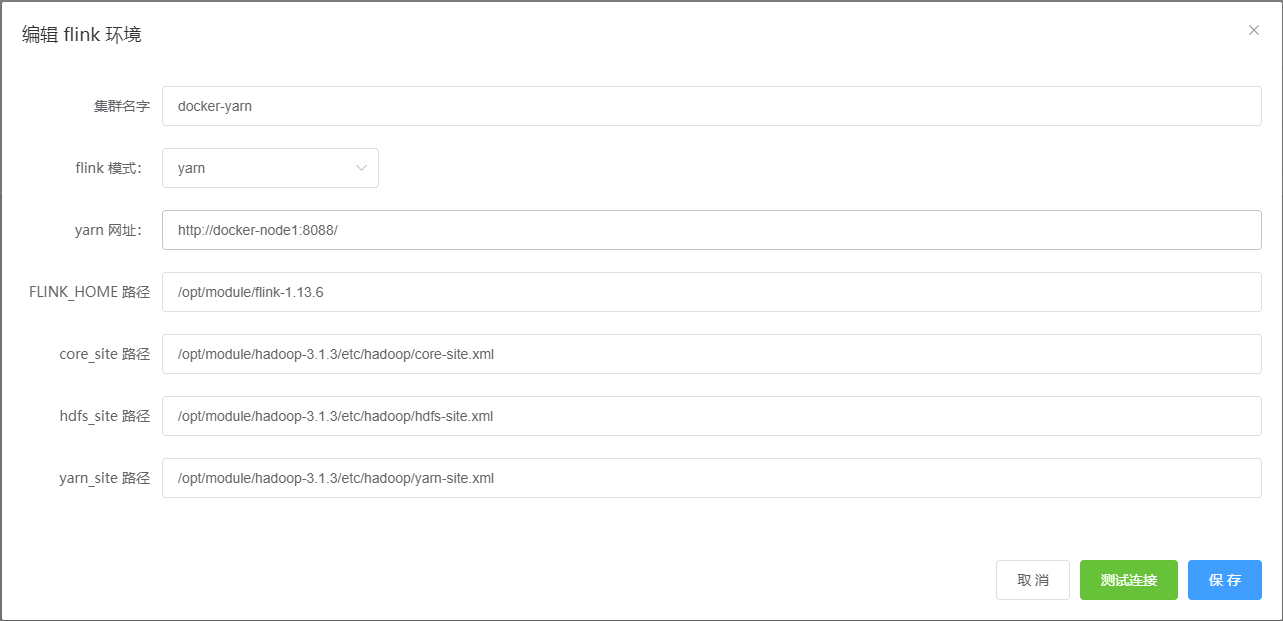 编辑 flink 环境
集群名字 docker-yarn
flink 模式: yarn
yarn 网址: http://docker-node1:8088/
FLINK_HOME 路径 /opt/module/flink-1.13.6
core_site 路径 /opt/module/hadoop-3.1.3/etc/hadoop/core-site.xml
hdfs_site 路径 /opt/module/hadoop-3.1.3/etc/hadoop/hdfs-site.xml
yarn_site 路径 /opt/module/hadoop-3.1.3/etc/hadoop/yarn-site.xml
取 消 测试连接 保 存